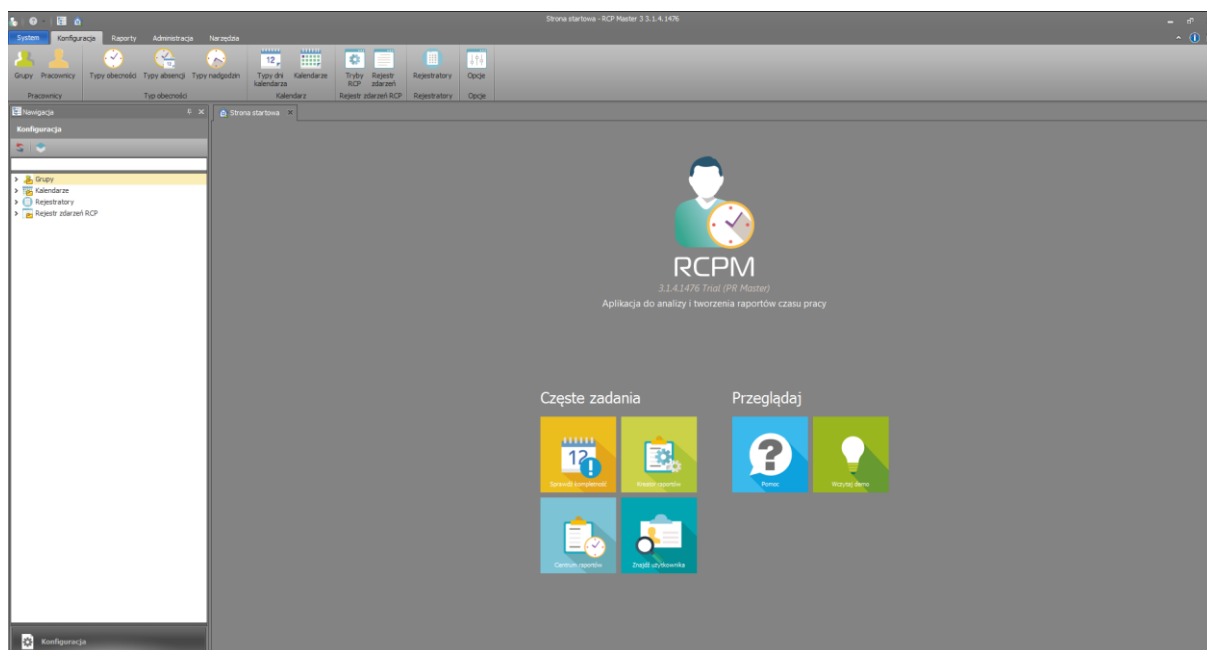 Strona startowa - RCP Master 3 3.1.4.1476
System Konfiguracja Raporty Administracja Narzędzia
Grupy Pracownicy Typy obecności Typy absencji Typy nadgodzin Typy dni kalendarza Kalendarze Tryby RCP Rejestr zdarzeń Rejestratory Opcje
Pracownicy Typ obecności Kalendarz Rejestr zdarzeń RCP Rejestratory Opcje
Nawigacja
Strona startowa
Konfiguracja
Grupy
Kalendarze
Rejestratory
Rejestr zdarzeń RCP
RCPM
3.1.4.1476 Trial (PR Master)
Aplikacja do analizy i tworzenia raportów czasu pracy
Częste zadania
Przeglądaj
12
Sprawdź kompletność
Kreator raportów
Pomoc
Wczytaj demo
Centrum raportów
Znajdź użytkownika
Konfiguracja